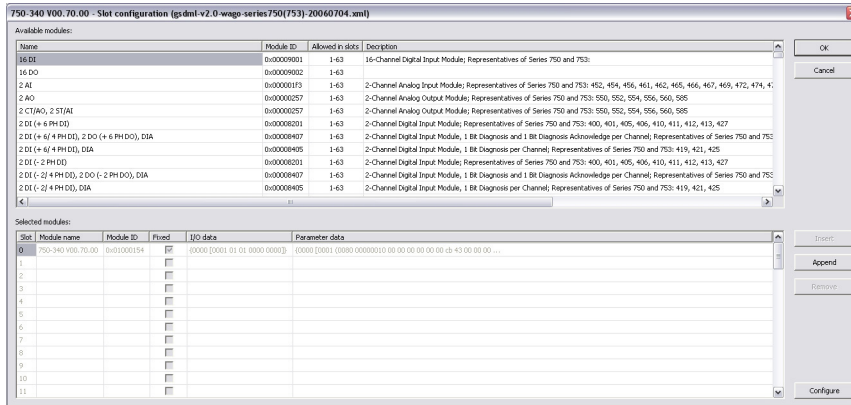 750-340 V00.70.00 - Slot configuration (gsdml-v2.0-wago-series750(753)-20060704.xml)
Available modules:
Name Module ID Allowed in slots Decription
16 DI 0x00009001 1-63 16-Channel Digital Input Module; Representatives of Series 750 and 753:
16 DO 0x00009002 1-63
2 AI 0x000001F3 1-63 2-Channel Analog Input Module; Representatives of Series 750 and 753: 452, 454, 456, 461, 462, 465, 466, 467, 469, 472, 474, 47
2 AO 0x00000257 1-63 2-Channel Analog Output Module; Representatives of Series 750 and 753: 550, 552, 554, 556, 560, 585
2 CT/AO, 2 ST/AI 0x00000257 1-63 2-Channel Analog Output Module; Representatives of Series 750 and 753: 550, 552, 554, 556, 560, 585
2 DI (+ 6 PH DI) 0x00008201 1-63 2-Channel Digital Input Module; Representatives of Series 750 and 753: 400, 401, 405, 406, 410, 411, 412, 413, 427
2 DI (+ 6/ 4 PH DI), 2 DO (+ 6 PH DO), DIA 0x00008407 1-63 2-Channel Digital Input Module, 1 Bit Diagnosis and 1 Bit Diagnosis Acknowledge per Channel; Representatives of Series 750 and 753
2 DI (+ 6/ 4 PH DI), DIA 0x00008405 1-63 2-Channel Digital Input Module, 1 Bit Diagnosis per Channel; Representatives of Series 750 and 753: 419, 421, 425
2 DI (- 2 PH DI) 0x00008201 1-63 2-Channel Digital Input Module; Representatives of Series 750 and 753: 400, 401, 405, 406, 410, 411, 412, 413, 427
2 DI (- 2/ 4 PH DI), 2 DO (- 2 PH DO), DIA 0x00008407 1-63 2-Channel Digital Input Module, 1 Bit Diagnosis and 1 Bit Diagnosis Acknowledge per Channel; Representatives of Series 750 and 753
2 DI (- 2/ 4 PH DI), DIA 0x00008405 1-63 2-Channel Digital Input Module, 1 Bit Diagnosis per Channel; Representatives of Series 750 and 753: 419, 421, 425
OK
Cancel
Selected modules:
Slot Module name Module ID Fixed I/O data Parameter data
0 750-340 V00.70.00 0x01000154 (0000 [0001 01 01 0000 0000]) (0000 [0001 (0080 00000010 00 00 00 00 00 00 cb 43 00 00 00 ...
1
2
3
4
5
6
7
8
9
10
11
Insert
Append
Remove
Configure